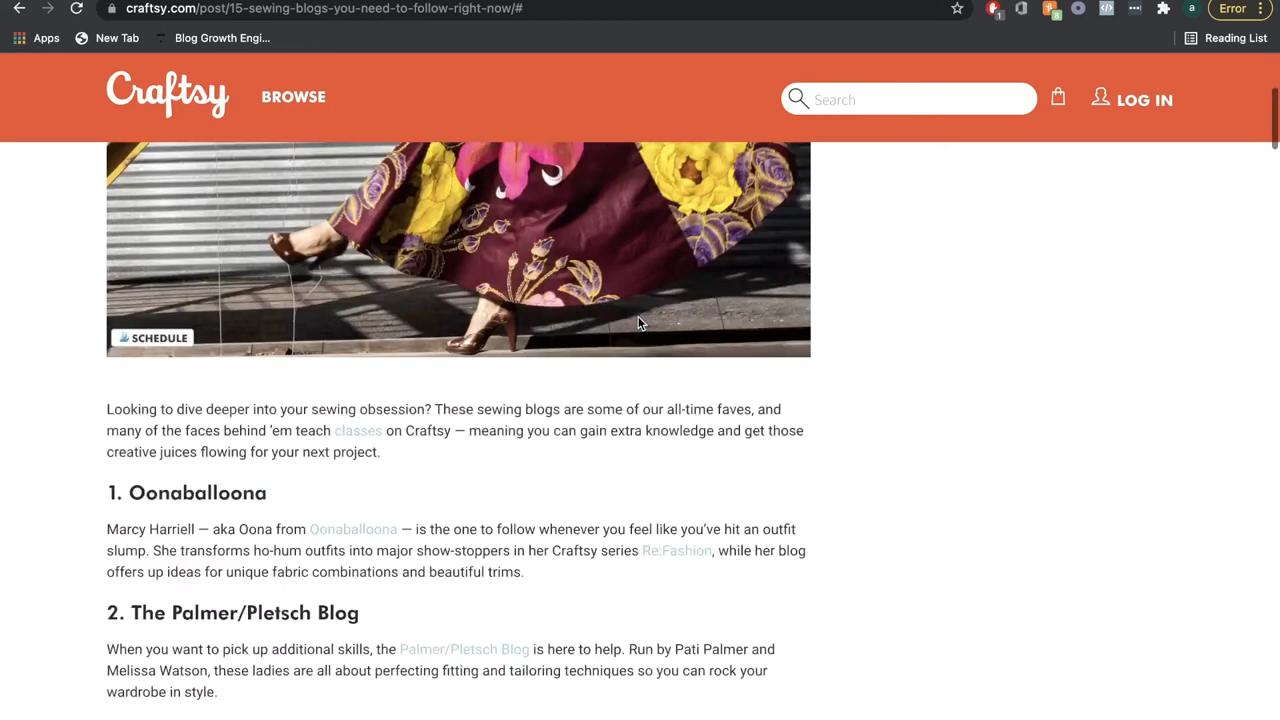 craftsy.com/post/15-sewing-blogs-you-need-to-follow-right-now/#
1
8
a
Error
Apps
New Tab
Blog Growth Engi...
Reading List
Craftsy
BROWSE
Search
LOG IN
SCHEDULE
Looking to dive deeper into your sewing obsession? These sewing blogs are some of our all-time faves, and
many of the faces behind ’em teach classes on Craftsy — meaning you can gain extra knowledge and get those
creative juices flowing for your next project.
1. Oonaballoona
Marcy Harriell — aka Oona from Oonaballoona — is the one to follow whenever you feel like you’ve hit an outfit
slump. She transforms ho-hum outfits into major show-stoppers in her Craftsy series Re:Fashion, while her blog
offers up ideas for unique fabric combinations and beautiful trims.
2. The Palmer/Pletsch Blog
When you want to pick up additional skills, the Palmer/Pletsch Blog is here to help. Run by Pati Palmer and
Melissa Watson, these ladies are all about perfecting fitting and tailoring techniques so you can rock your
wardrobe in style.